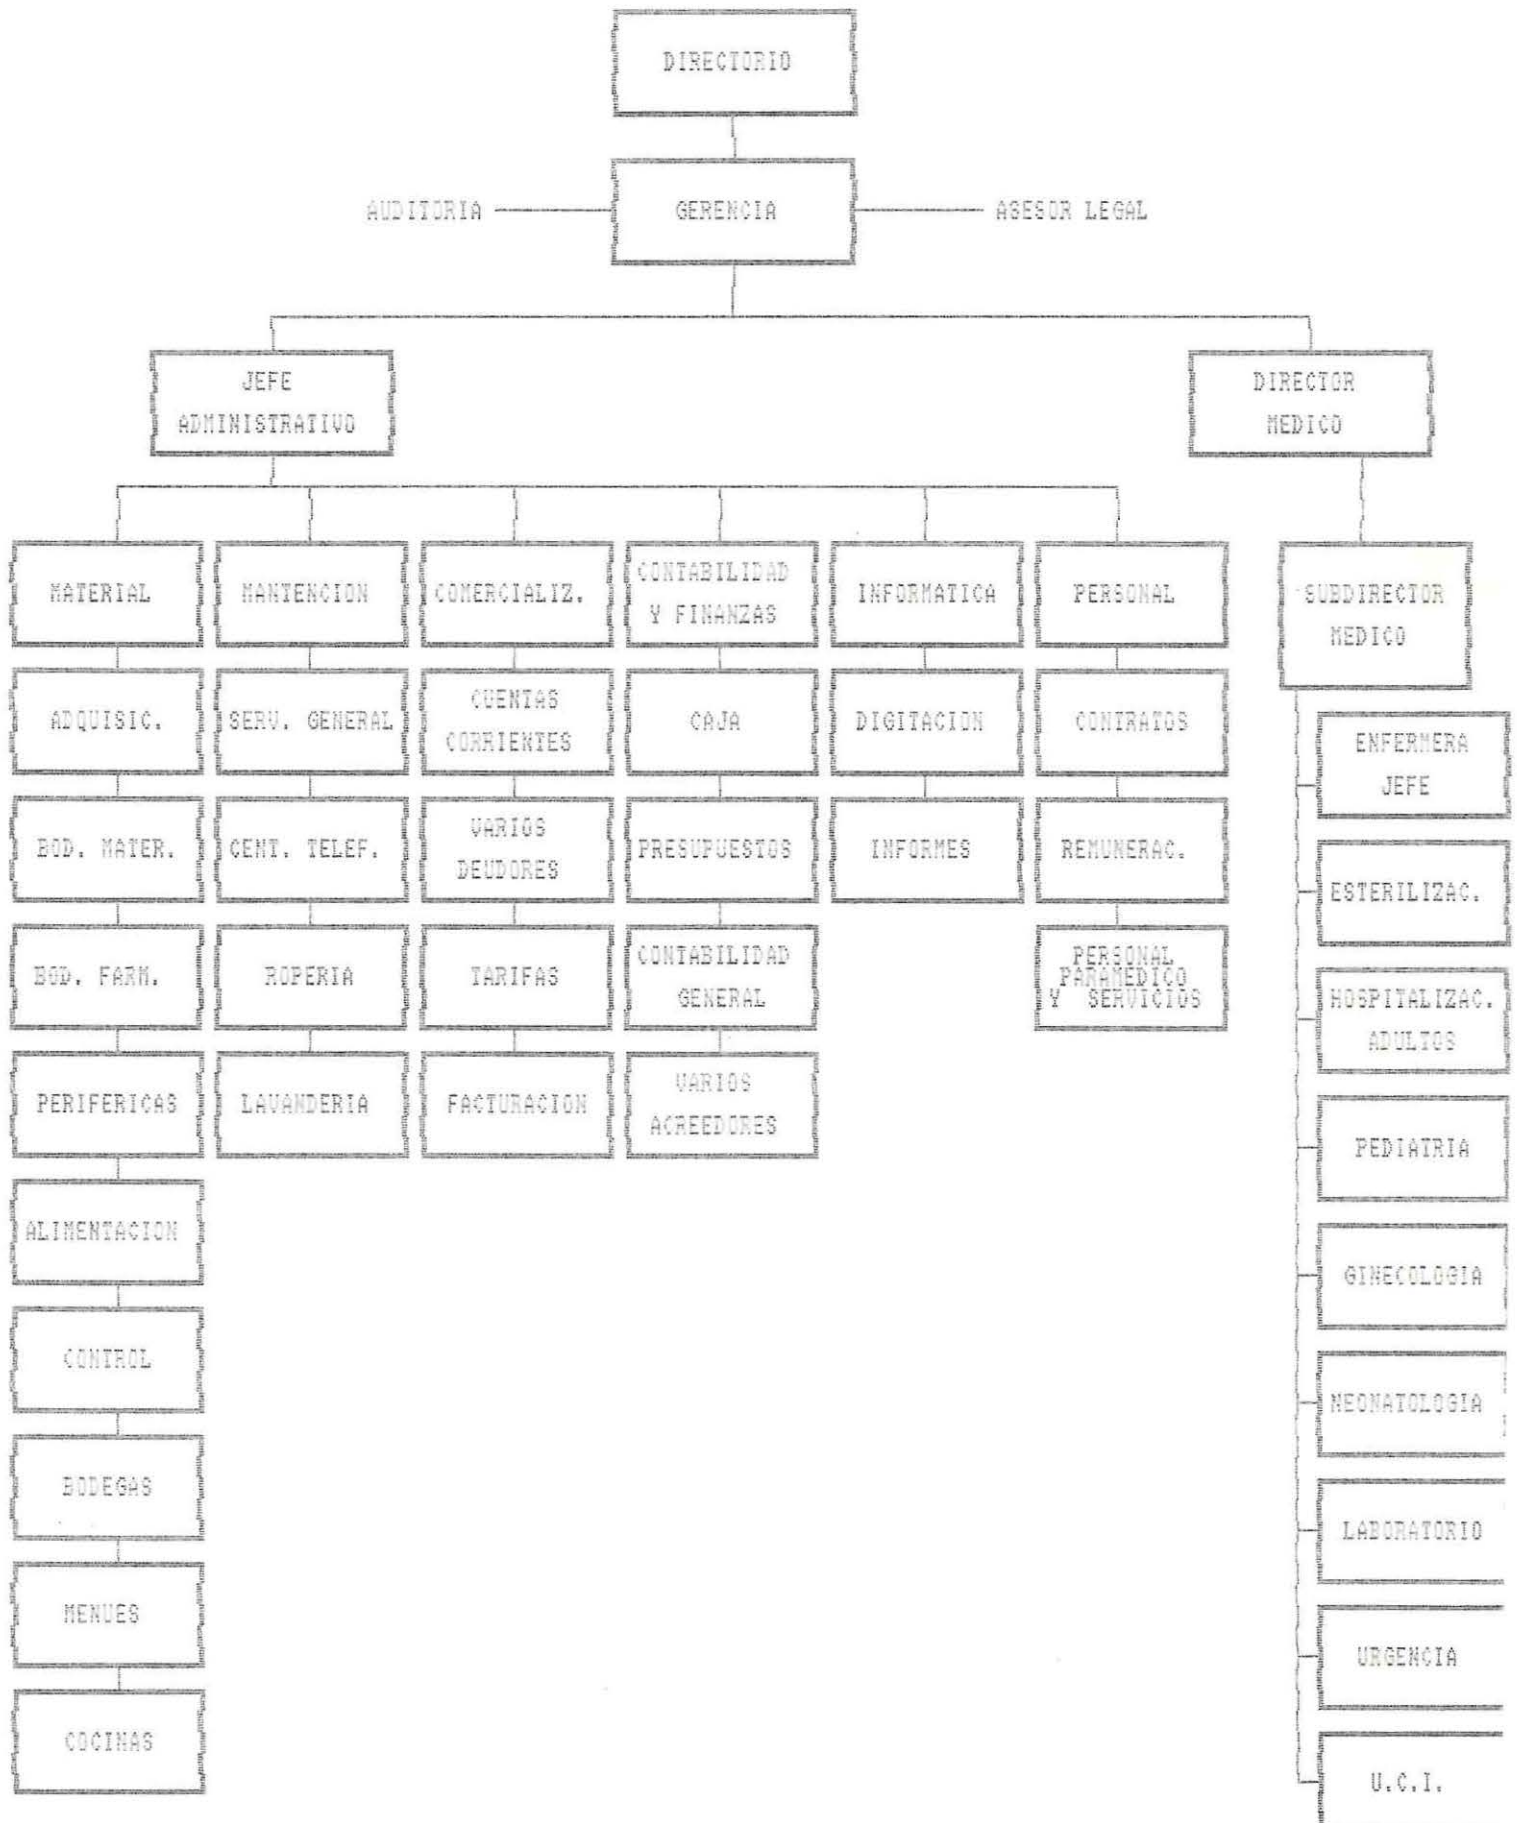 DIRECTORIO
AUDITORIA
GERENCIA
ASESOR LEGAL
JEFE
ADMINISTRATIVO
DIRECTOR
MEDICO
MATERIAL
MANTENCION
COMERCIALIZ.
CONTABILIDAD
Y FINANZAS
INFORMATICA
PERSONAL
SUBDIRECTOR
MEDICO
ADQUISIC.
SERV. GENERAL
CUENTAS
CORRIENTES
CAJA
DIGITACION
CONTRATOS
ENFERMERA
JEFE
BOD. MATER.
CENT. TELEF.
VARIOS
DEUDORES
PRESUPUESTOS
INFORMES
REMUNERAC.
ESTERILIZAC.
BOD. FARM.
ROPERIA
TARIFAS
CONTABILIDAD
GENERAL
PERSONAL
PARAMEDICO
Y SERVICIOS
HOSPITALIZAC.
ADULTOS
PERIFERICAS
LAVANDERIA
FACTURACION
VARIOS
ACREEDORES
PEDIATRIA
ALIMENTACION
GINECOLOGIA
CONTROL
NEONATOLOGIA
BODEGAS
LABORATORIO
MENUES
URGENCIA
COCINAS
U.C.I.